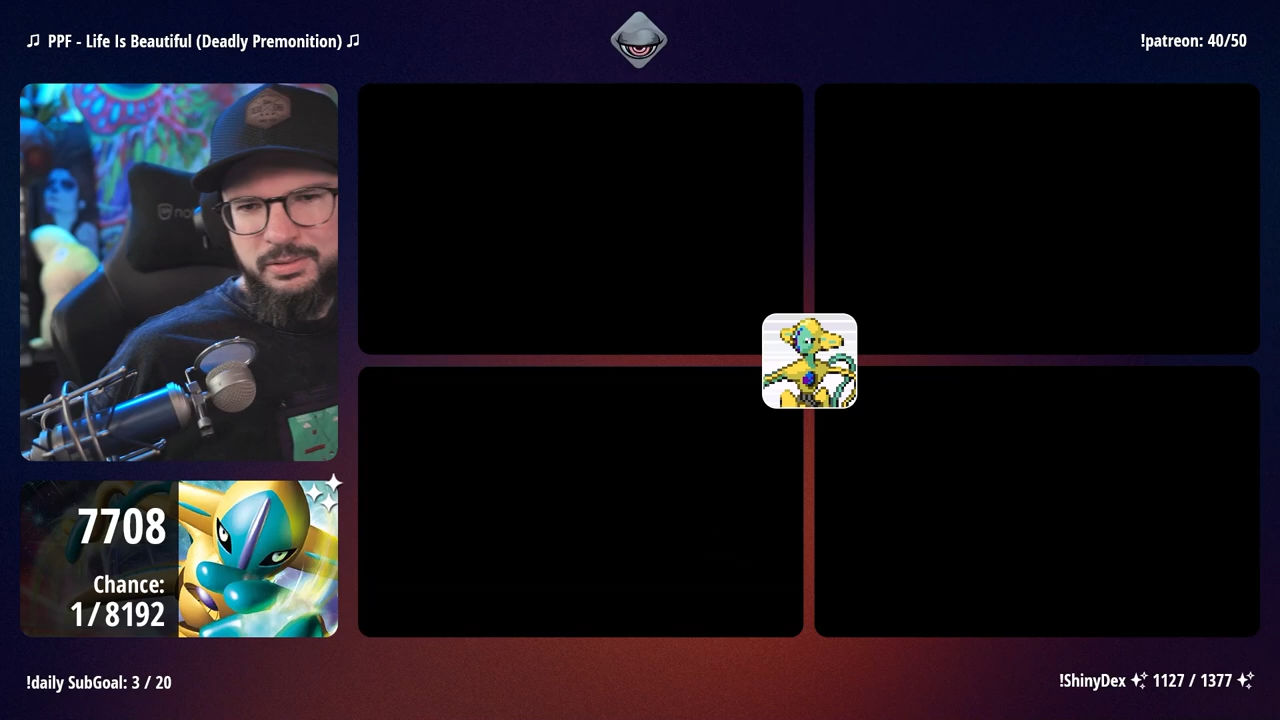 ♫ PPF - Life Is Beautiful (Deadly Premonition) ♫
!patreon: 40/50
7708
Chance:
1/8192
!daily SubGoal: 3 / 20
!ShinyDex ✨ 1127 / 1377 ✨